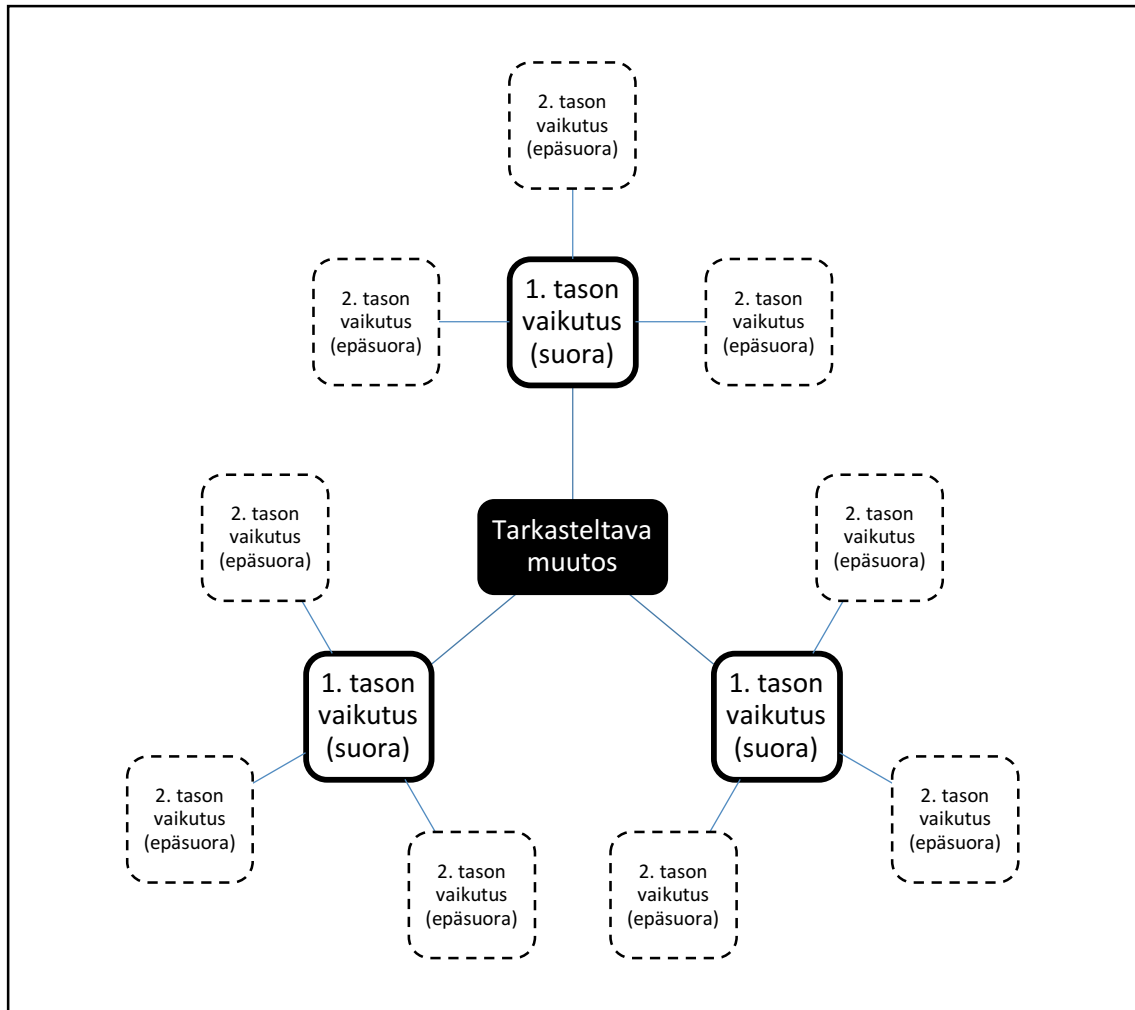 2. tason
vaikutus
(epäsuora)
2. tason
vaikutus
(epäsuora)
1. tason
vaikutus
(suora)
2. tason
vaikutus
(epäsuora)
2. tason
vaikutus
(epäsuora)
Tarkasteltava
muutos
2. tason
vaikutus
(epäsuora)
1. tason
vaikutus
(suora)
1. tason
vaikutus
(suora)
2. tason
vaikutus
(epäsuora)
2. tason
vaikutus
(epäsuora)
2. tason
vaikutus
(epäsuora)
2. tason
vaikutus
(epäsuora)